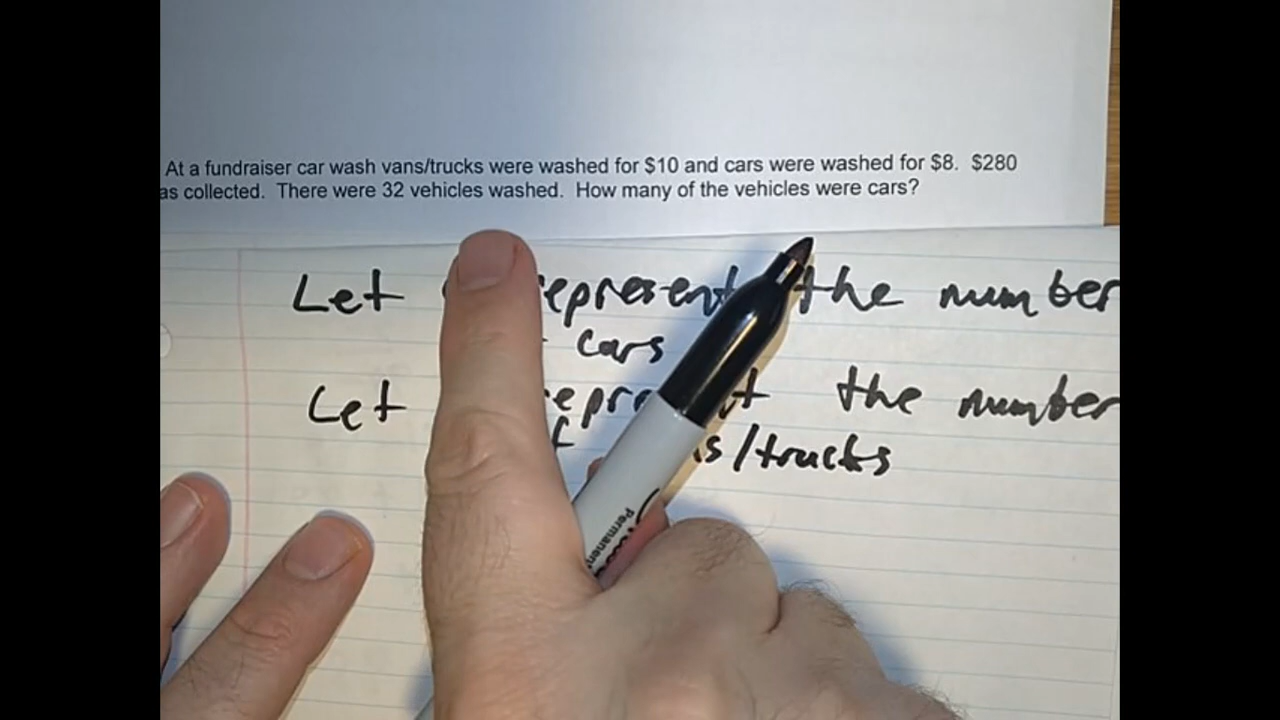 At a fundraiser car wash vans/trucks were washed for $10 and cars were washed for $8. $280
as collected. There were 32 vehicles washed. How many of the vehicles were cars?
Let represent the number
cars
Let the number
/trucks
Permanent